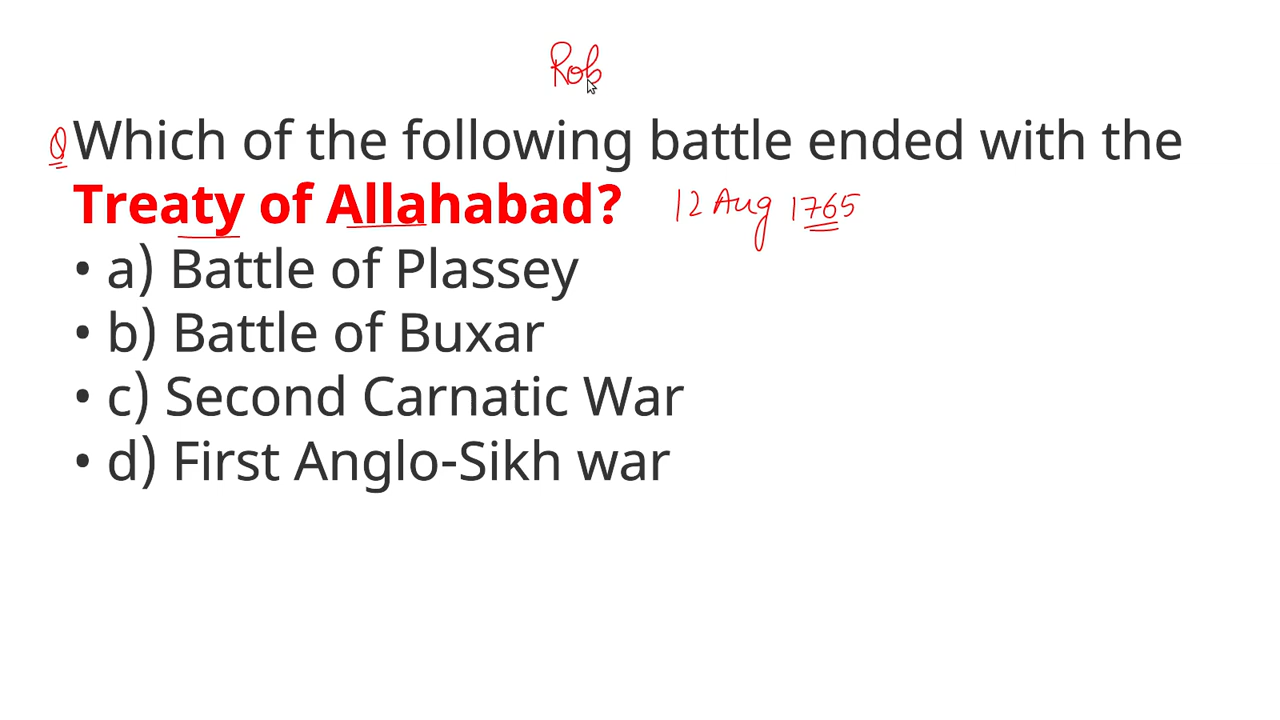 Rob
Q Which of the following battle ended with the
Treaty of Allahabad? 12 Aug 1765
• a) Battle of Plassey
• b) Battle of Buxar
• c) Second Carnatic War
• d) First Anglo-Sikh war